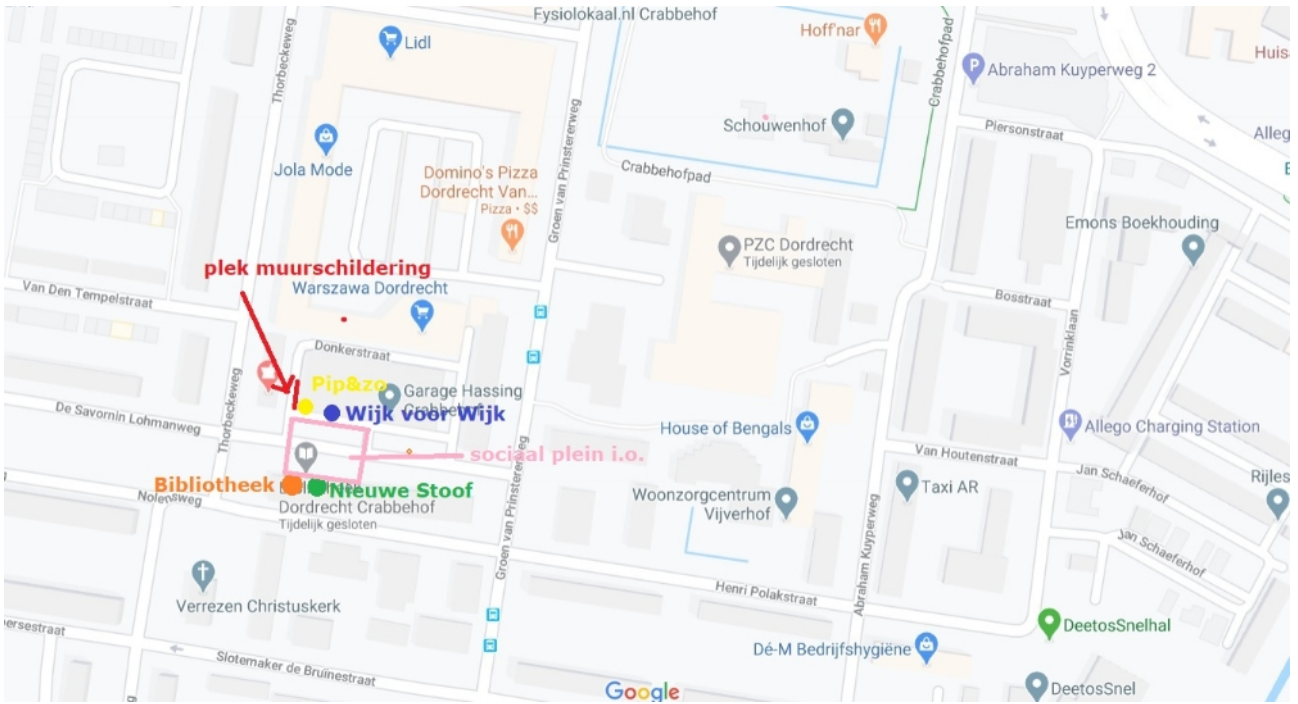 Fysiolokaal.nl Crabbehof
Hoff'nar
Huis
Lidl
Thorbeckeweg
Crabbehofpad
Abraham Kuyperweg 2
Groen van Prinstererweg
Schouwenhof
Piersonstraat
Alleg
Jola Mode
Domino's Pizza
Dordrecht Van...
Pizza • $$
Crabbehofpad
Emons Boekhouding
PZC Dordrecht
Tijdelijk gesloten
plek muurschildering
Van Den Tempelstraat
Warszawa Dordrecht
Bosstraat
Vorrinklaan
Donkerstraat
Pip&zo
Garage Hassing
Crabbehof
De Savornin Lohmanweg
Thorbeckeweg
Wijk voor Wijk
House of Bengals
Allego Charging Station
sociaal plein i.o.
Van Houtenstraat
Jan Schaeferhof
Bibliotheek
Nieuwe Stoof
Nolensweg
Dordrecht Crabbehof
Tijdelijk gesloten
Woonzorgcentrum
Vijverhof
Taxi AR
Rijles
Jan Schaeferhof
Groen van Prinstererweg
Abraham Kuyperweg
Henri Polakstraat
Verrezen Christuskerk
ersestraat
DeetosSnelhal
Slotemaker de Bruïnestraat
Dé-M Bedrijfshygiëne
Google
DeetosSnel